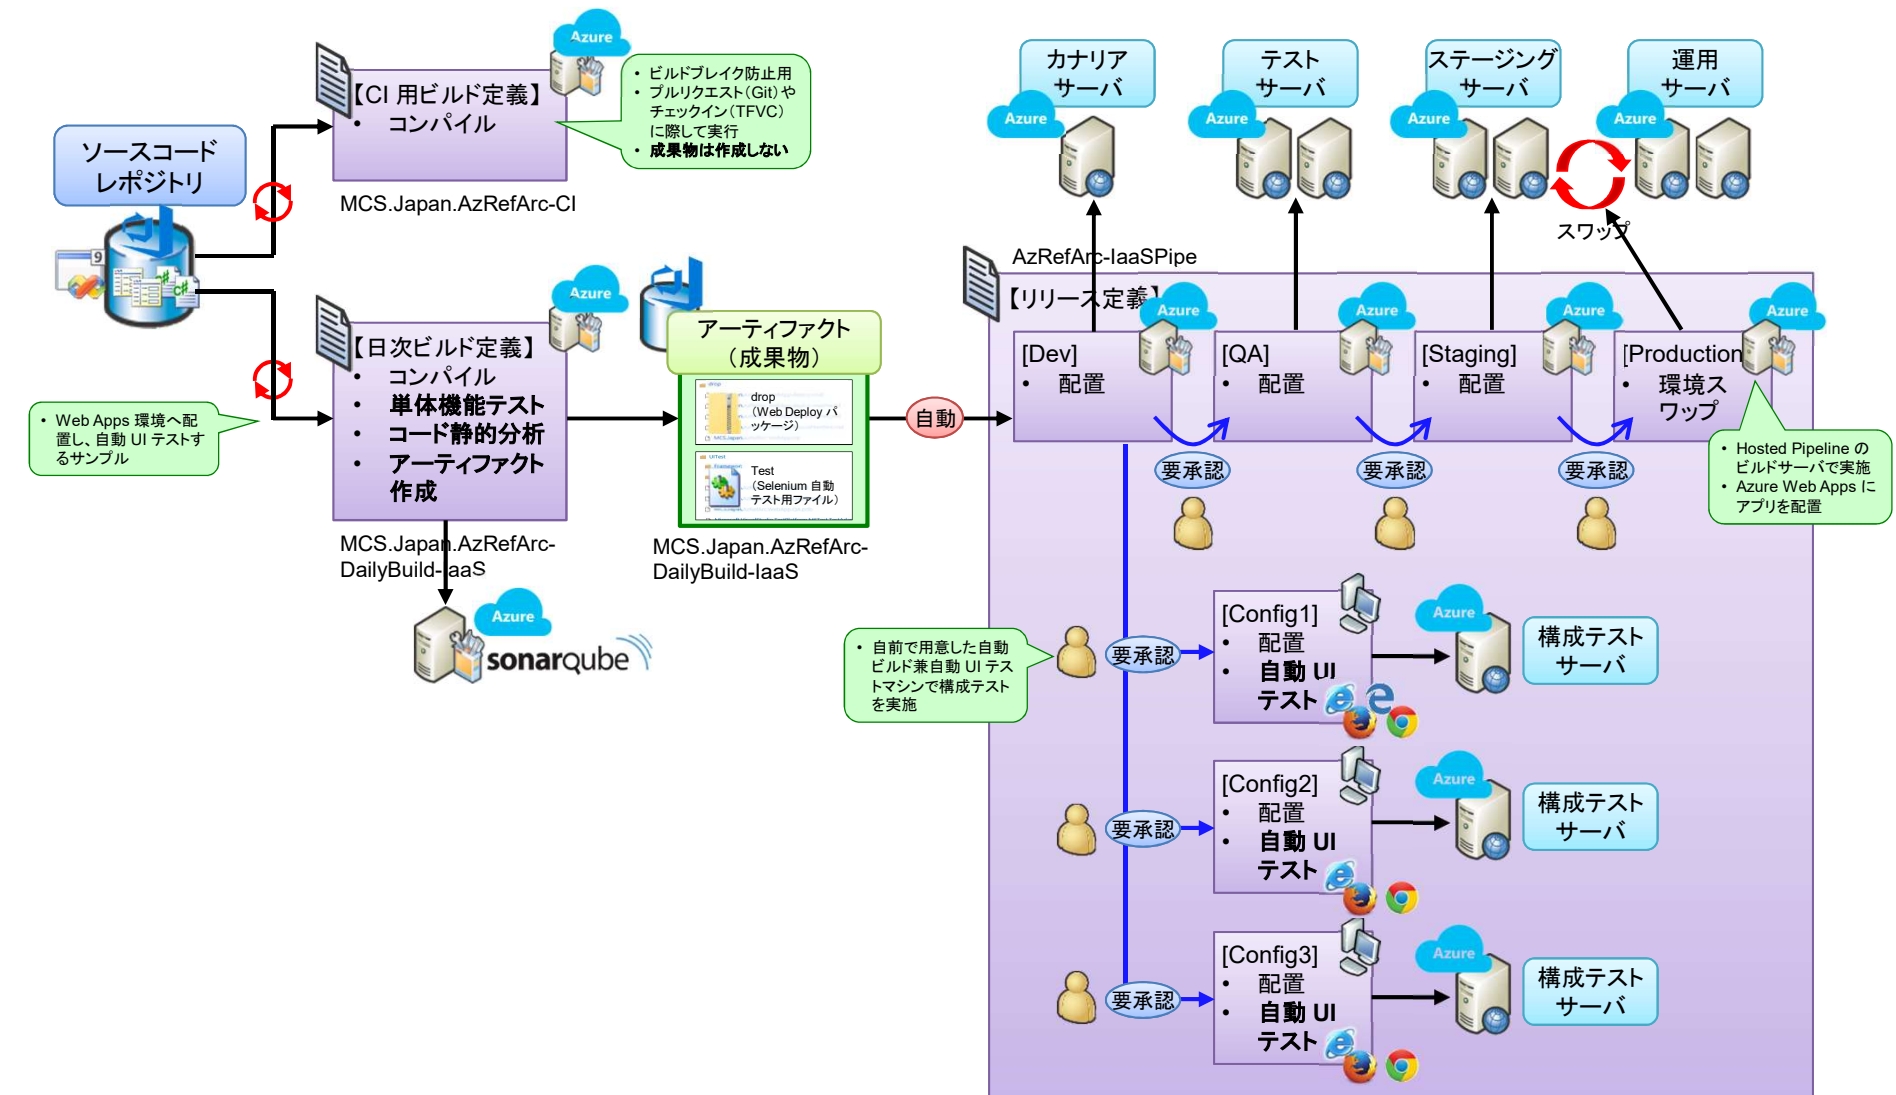 ソースコード
レポジトリ
9
C#
C#
Azure
【CI 用ビルド定義】
• コンパイル
MCS.Japan.AzRefArc-CI
• ビルドブレイク防止用
• プルリクエスト(Git)や
チェックイン(TFVC)
に際して実行
• 成果物は作成しない
Azure
【日次ビルド定義】
• コンパイル
• 単体機能テスト
• コード静的分析
• アーティファクト
作成
MCS.Japan.AzRefArc-
DailyBuild-IaaS
• Web Apps 環境へ配
置し、自動 UI テストす
るサンプル
Azure
sonarqube
アーティファクト
(成果物)
drop
drop
(Web Deploy パ
ッケージ)
UITest
Test
(Selenium 自動
テスト用ファイル)
MCS.Japan.AzRefArc-
DailyBuild-IaaS
自動
カナリア
サーバ
Azure
テスト
サーバ
Azure
ステージング
サーバ
Azure
運用
サーバ
Azure
スワップ
AzRefArc-IaaSPipe
【リリース定義】
Azure
Azure
Azure
Azure
[Dev]
• 配置
[QA]
• 配置
[Staging]
• 配置
[Production
• 環境ス
ワップ
要承認
要承認
要承認
• Hosted Pipeline の
ビルドサーバで実施
• Azure Web Apps に
アプリを配置
• 自前で用意した自動
ビルド兼自動 UI テス
トマシンで構成テスト
を実施
要承認
[Config1]
• 配置
• 自動 UI
テスト
Azure
構成テスト
サーバ
要承認
[Config2]
• 配置
• 自動 UI
テスト
Azure
構成テスト
サーバ
要承認
[Config3]
• 配置
• 自動 UI
テスト
Azure
構成テスト
サーバ